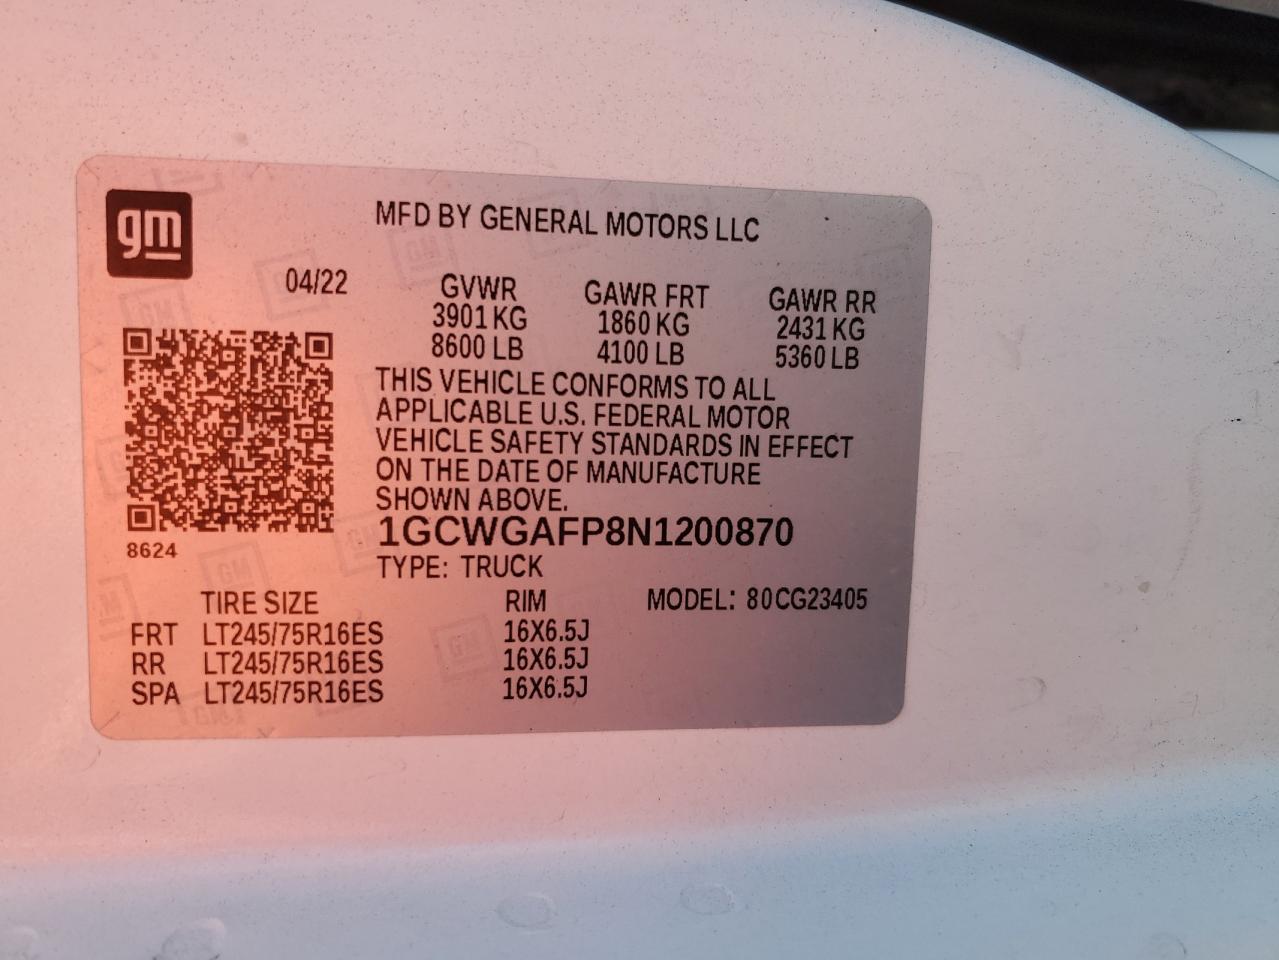 gm
MFD BY GENERAL MOTORS LLC
04/22
GVWR GAWR FRT GAWR RR
3901 KG 1860 KG 2431 KG
8600 LB 4100 LB 5360 LB
THIS VEHICLE CONFORMS TO ALL
APPLICABLE U.S. FEDERAL MOTOR
VEHICLE SAFETY STANDARDS IN EFFECT
ON THE DATE OF MANUFACTURE
SHOWN ABOVE.
1GCWGAFP8N1200870
8624
TYPE: TRUCK
TIRE SIZE RIM MODEL: 80CG23405
FRT LT245/75R16ES 16X6.5J
RR LT245/75R16ES 16X6.5J
SPA LT245/75R16ES 16X6.5J